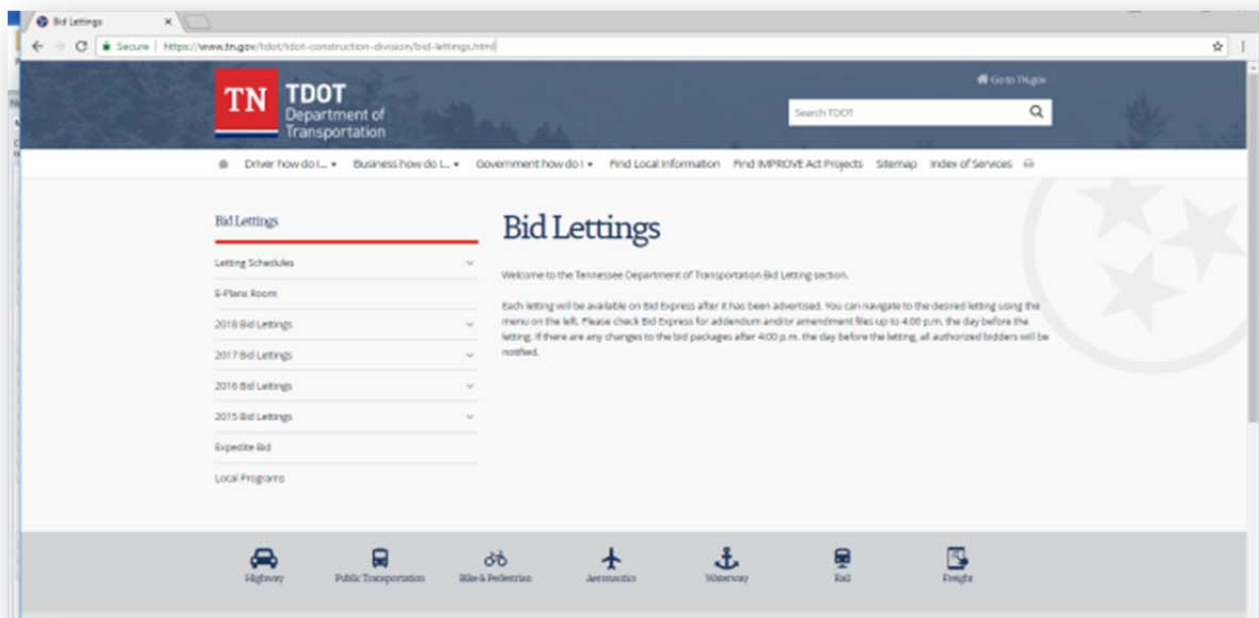 Bid Lettings
Secure | https://www.tn.gov/tdot/tdot-construction-division/bid-lettings.html
Go to TN.gov
TN TDOT
Department of
Transportation
Search TDOT
Driver how do I... Business how do I... Government how do I Find Local Information Find IMPROVE Act Projects Sitemap Index of Services
Bid Lettings
Letting Schedules
E-Plans Room
2018 Bid Lettings
2017 Bid Lettings
2016 Bid Lettings
2015 Bid Lettings
Expedite Bid
Local Programs
Bid Lettings
Welcome to the Tennessee Department of Transportation Bid Letting section.
Each letting will be available on Bid Express after it has been advertised. You can navigate to the desired letting using the
menu on the left. Please check Bid Express for addendum and/or amendment files up to 4:00 p.m. the day before the
letting. If there are any changes to the bid packages after 4:00 p.m. the day before the letting, all authorized bidders will be
notified.
Highway Public Transportation Bike & Pedestrian Aeronautics Waterway Rail Freight